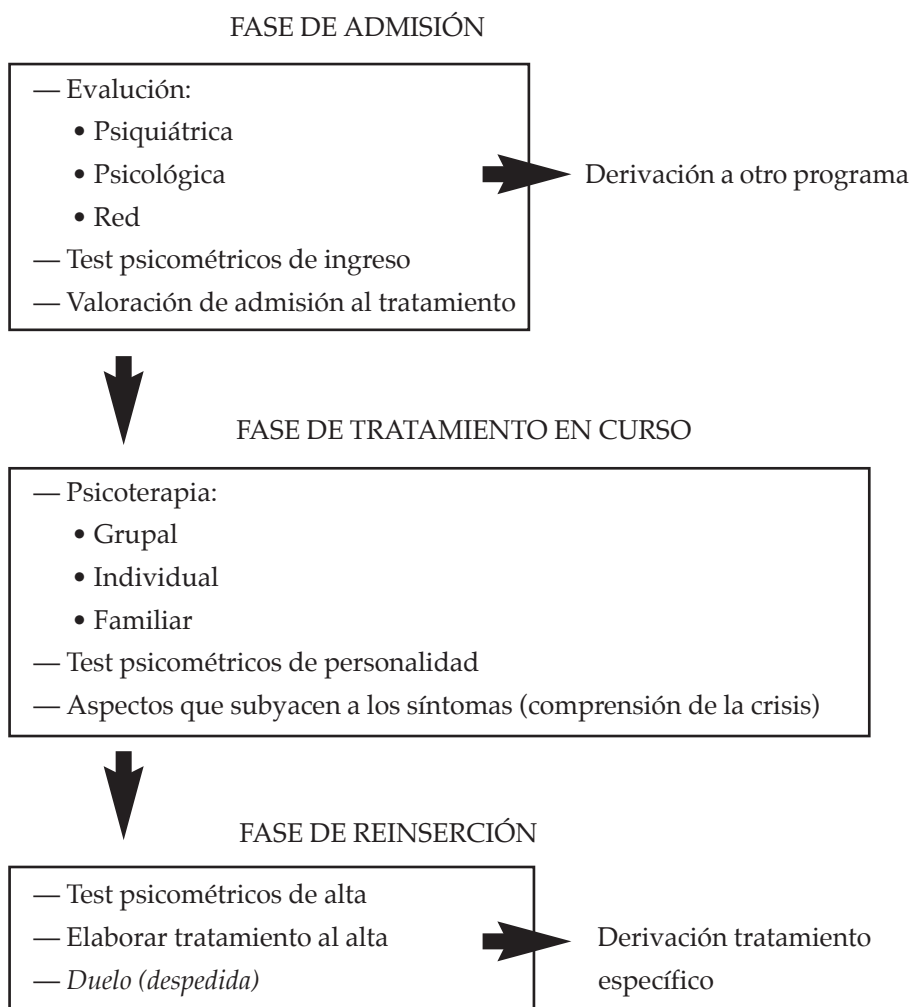 FASE DE ADMISIÓN
— Evalución:
• Psiquiátrica
• Psicológica
• Red
— Test psicométricos de ingreso
— Valoración de admisión al tratamiento
Derivación a otro programa
FASE DE TRATAMIENTO EN CURSO
— Psicoterapia:
• Grupal
• Individual
• Familiar
— Test psicométricos de personalidad
— Aspectos que subyacen a los síntomas (comprensión de la crisis)
FASE DE REINSERCIÓN
— Test psicométricos de alta
— Elaborar tratamiento al alta
— Duelo (despedida)
Derivación tratamiento
específico